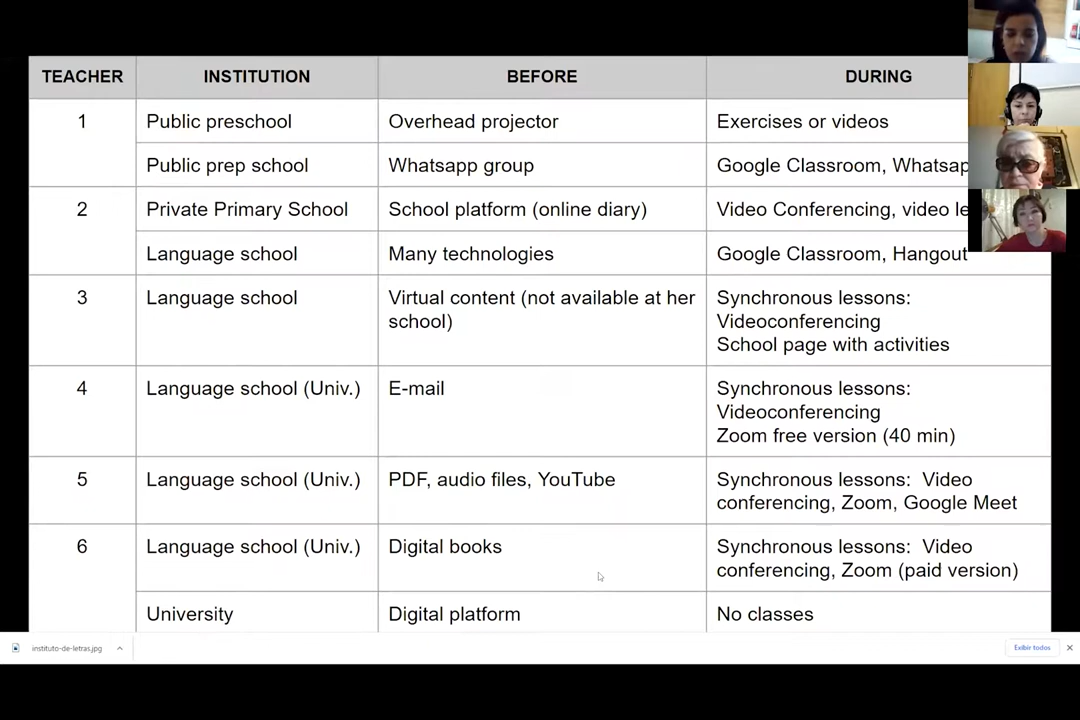 TEACHER INSTITUTION BEFORE DURING
1 Public preschool Overhead projector Exercises or videos
Public prep school Whatsapp group Google Classroom,
2 Private Primary School School platform (online diary) Video Conferencing, video
Language school Many technologies Google Classroom, Hangout
3 Language school Virtual content (not available at her Synchronous lessons:
school) Videoconferencing
School page with activities
4 Language school (Univ.) E-mail Synchronous lessons:
Videoconferencing
Zoom free version (40 min)
5 Language school (Univ.) PDF, audio files, YouTube Synchronous lessons: Video
conferencing, Zoom, Google Meet
6 Language school (Univ.) Digital books Synchronous lessons: Video
conferencing, Zoom (paid version)
University Digital platform No classes
instituto-de-letras.jpg Exibir todos